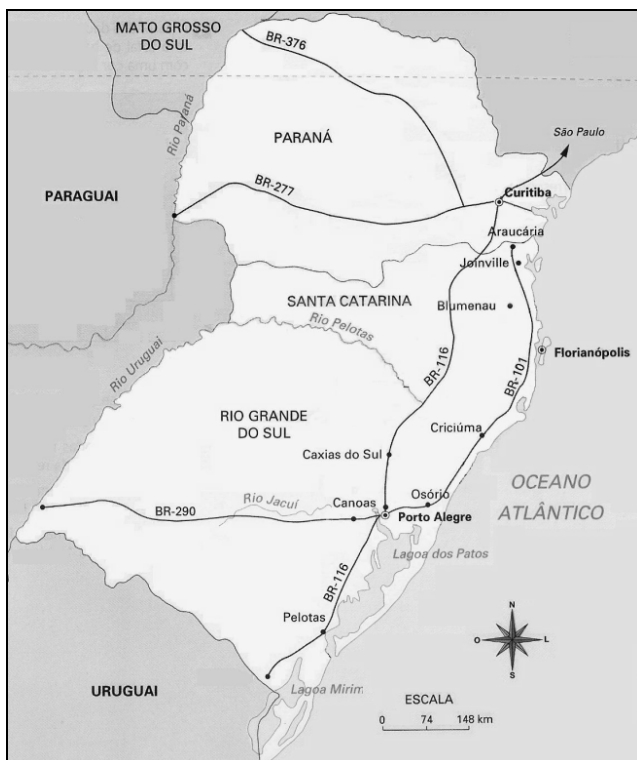 MATO GROSSO
DO SUL
BR-376
São Paulo
Rio Paraná
PARANÁ
PARAGUAI
BR-277
Curitiba
Araucária
Joinville
SANTA CATARINA
Blumenau
Rio Pelotas
Rio Uruguai
BR-116
BR-101
Florianópolis
RIO GRANDE
DO SUL
Criciúma
Caxias do Sul
OCEANO
ATLÂNTICO
BR-290
Rio Jacuí
Canoas
Osório
Porto Alegre
Lagoa dos Patos
BR-116
Pelotas
N
O
L
S
URUGUAI
Lagoa Mirim
ESCALA
0 74 148 km